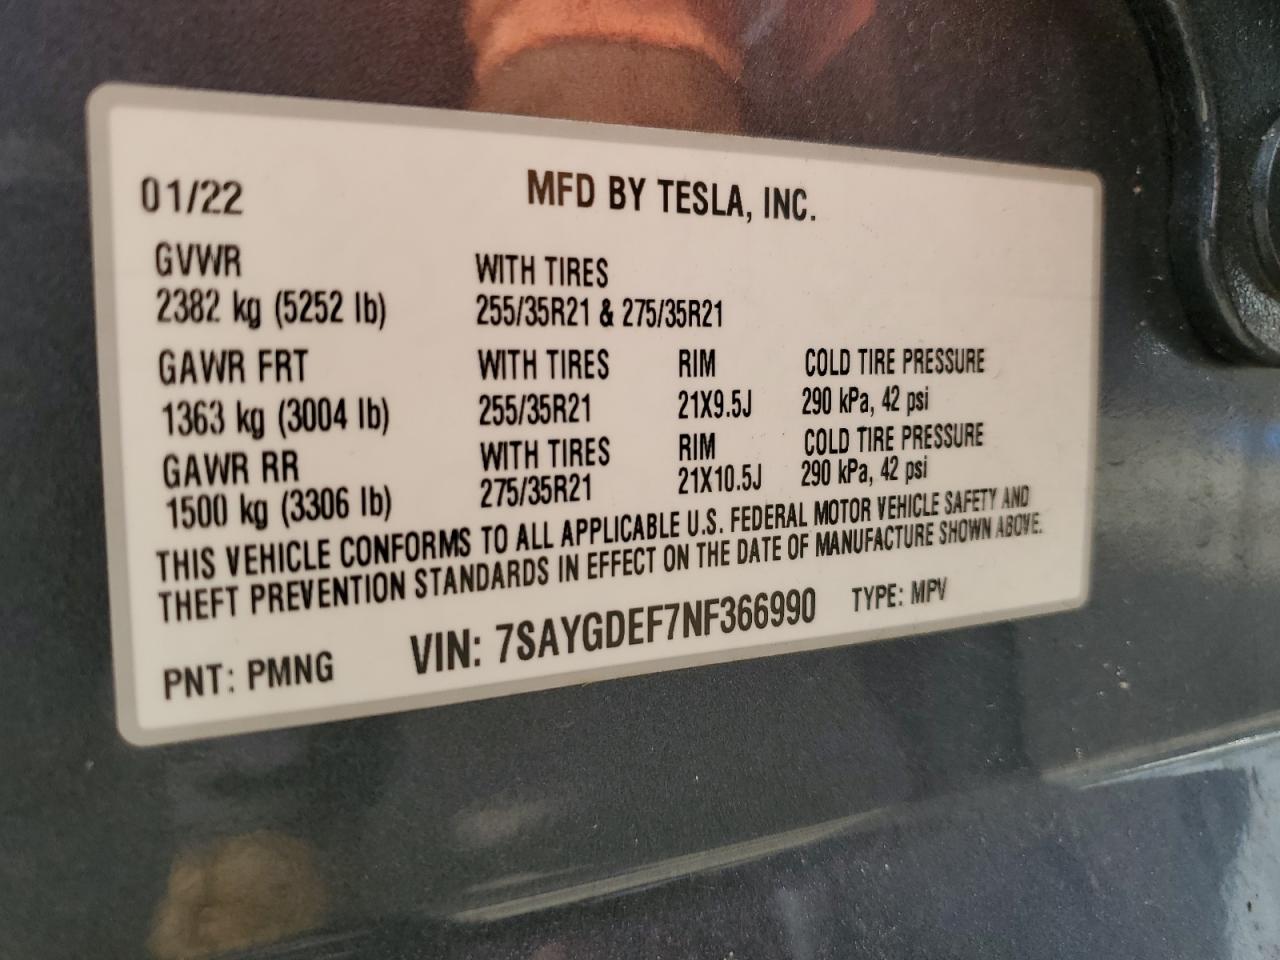 01/22 MFD BY TESLA, INC.
GVWR WITH TIRES
2382 kg (5252 lb) 255/35R21 & 275/35R21
GAWR FRT WITH TIRES RIM COLD TIRE PRESSURE
1363 kg (3004 lb) 255/35R21 21X9.5J 290 kPa, 42 psi
GAWR RR WITH TIRES RIM COLD TIRE PRESSURE
1500 kg (3306 lb) 275/35R21 21X10.5J 290 kPa, 42 psi
THIS VEHICLE CONFORMS TO ALL APPLICABLE U.S. FEDERAL MOTOR VEHICLE SAFETY AND
THEFT PREVENTION STANDARDS IN EFFECT ON THE DATE OF MANUFACTURE SHOWN ABOVE.
PNT: PMNG VIN: 7SAYGDEF7NF366990 TYPE: MPV